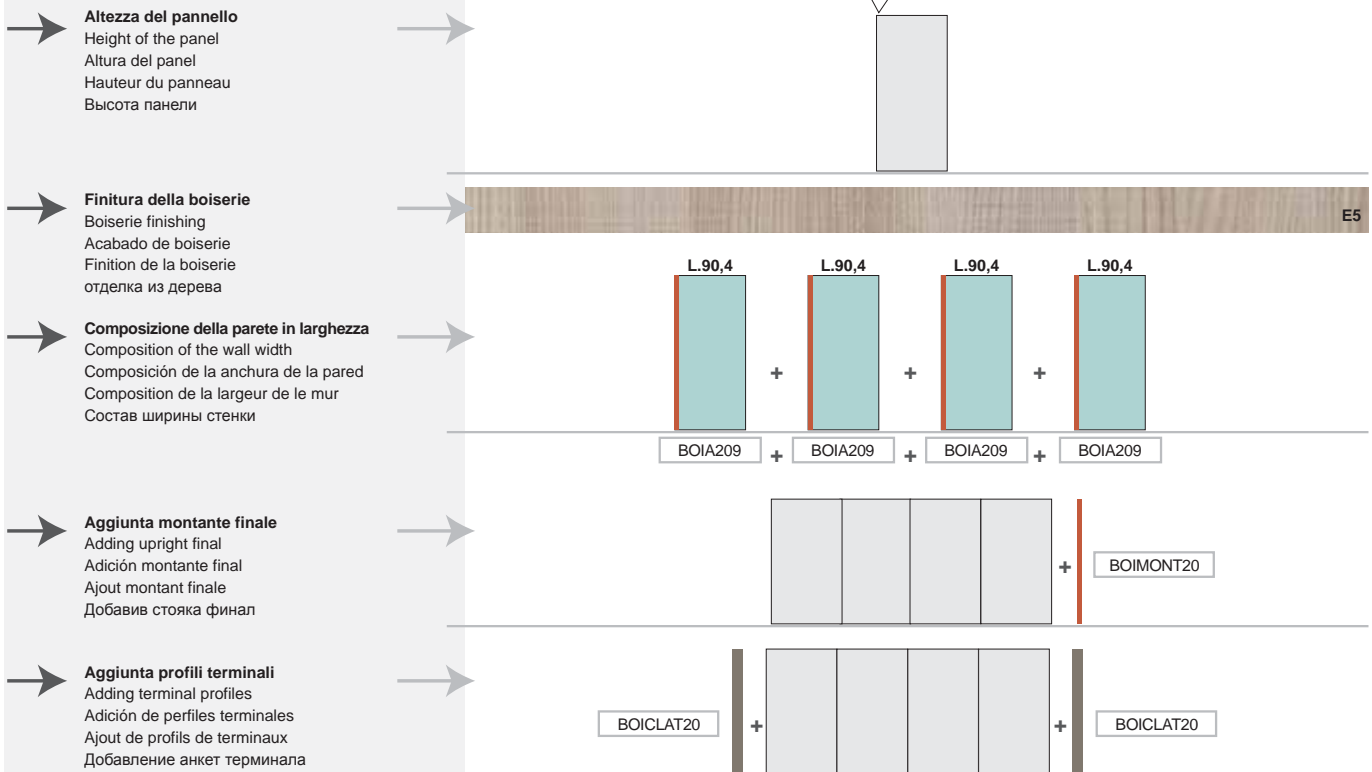 Altezza del pannello
Height of the panel
Altura del panel
Hauteur du panneau
Высота панели
Finitura della boiserie
Boiserie finishing
Acabado de boiserie
Finition de la boiserie
отделка из дерева
E5
Composizione della parete in larghezza
Composition of the wall width
Composición de la anchura de la pared
Composition de la largeur de le mur
Состав ширины стенки
L.90,4 L.90,4 L.90,4 L.90,4
+ + +
BOIA209 + BOIA209 + BOIA209 + BOIA209
Aggiunta montante finale
Adding upright final
Adición montante final
Ajout montant finale
Добавив стояка финал
+ BOIMONT20
Aggiunta profili terminali
Adding terminal profiles
Adición de perfiles terminales
Ajout de profils de terminaux
Добавление анкет терминала
BOICLAT20 + + BOICLAT20